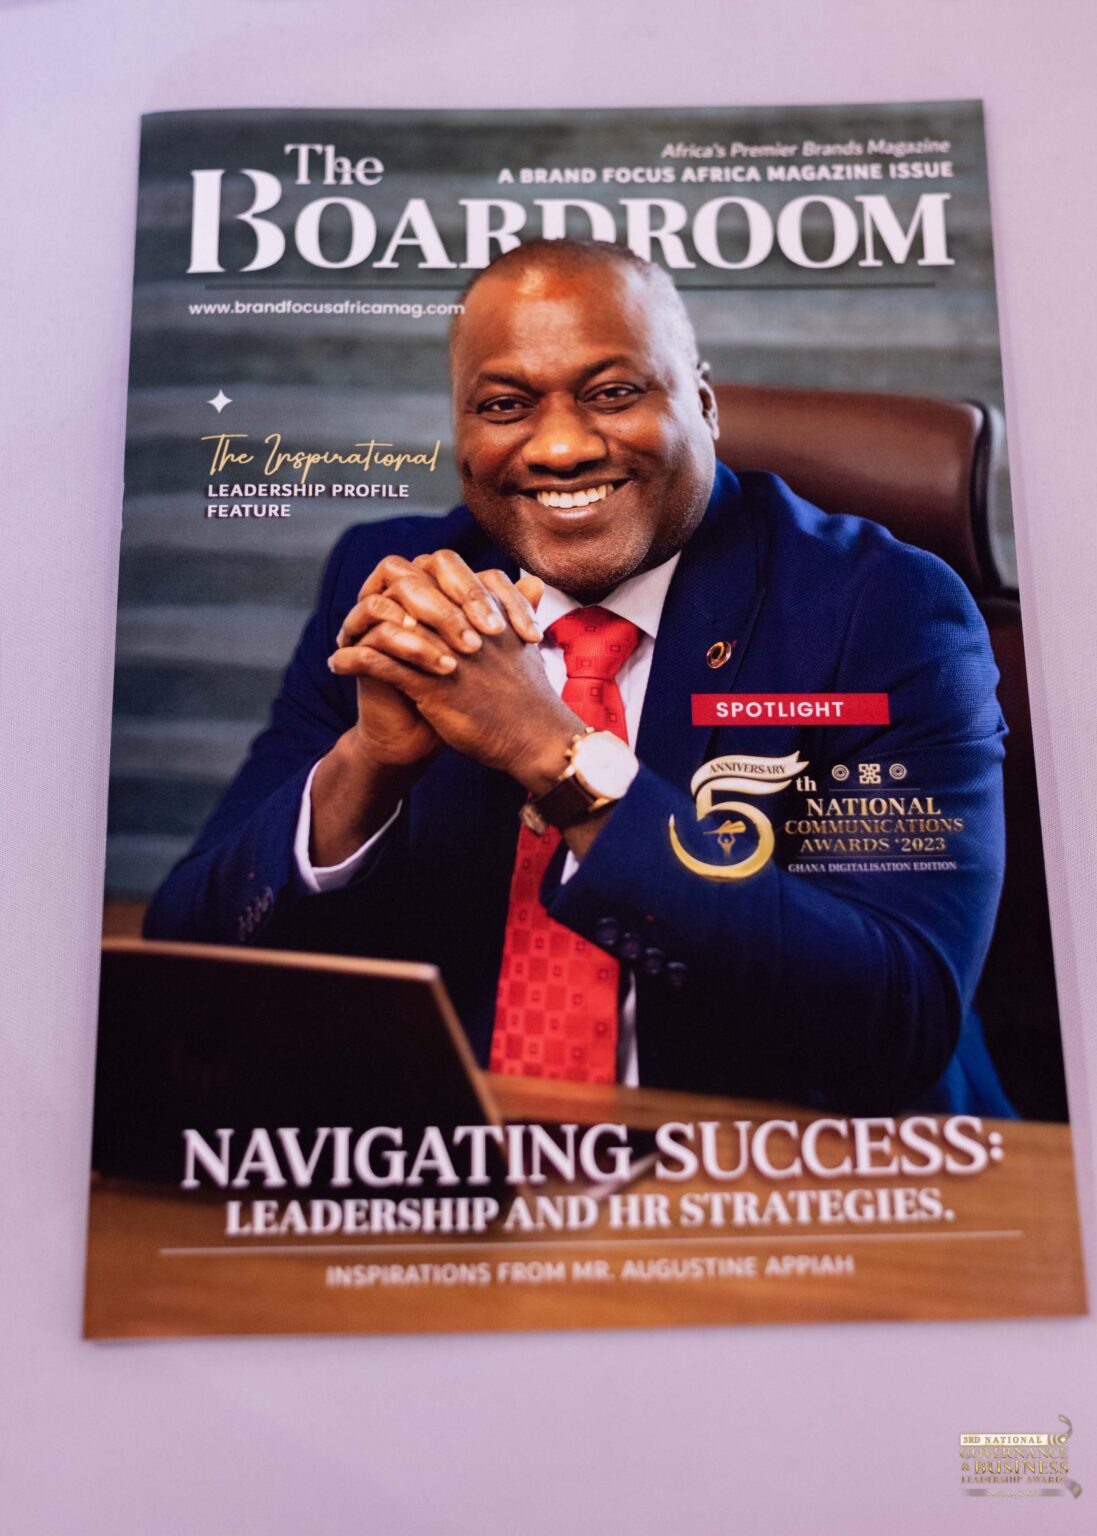 The
Africa's Premier Brands Magazine
A BRAND FOCUS AFRICA MAGAZINE ISSUE
BOARDROOM
www.brandfocusafricamag.com
The Inspirational
LEADERSHIP PROFILE
FEATURE
SPOTLIGHT
ANNIVERSARY
5th
NATIONAL
COMMUNICATIONS
AWARDS ‘2023
GHANA DIGITALISATION EDITION
NAVIGATING SUCCESS:
LEADERSHIP AND HR STRATEGIES.
INSPIRATIONS FROM MR. AUGUSTINE APPIAH
3RD NATIONAL
GOVERNANCE
& BUSINESS
LEADERSHIP AWARDS